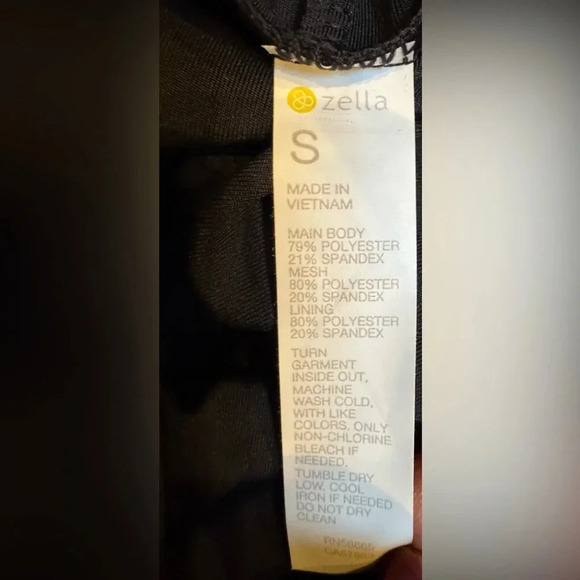 zella
S
MADE IN
VIETNAM
MAIN BODY
79% POLYESTER
21% SPANDEX
MESH
80% POLYESTER
20% SPANDEX
LINING
80% POLYESTER
20% SPANDEX
TURN
GARMENT
INSIDE OUT,
MACHINE
WASH COLD,
WITH LIKE
COLORS. ONLY
NON-CHLORINE
BLEACH IF
NEEDED.
TUMBLE DRY
LOW. COOL
IRON IF NEEDED
DO NOT DRY
CLEAN